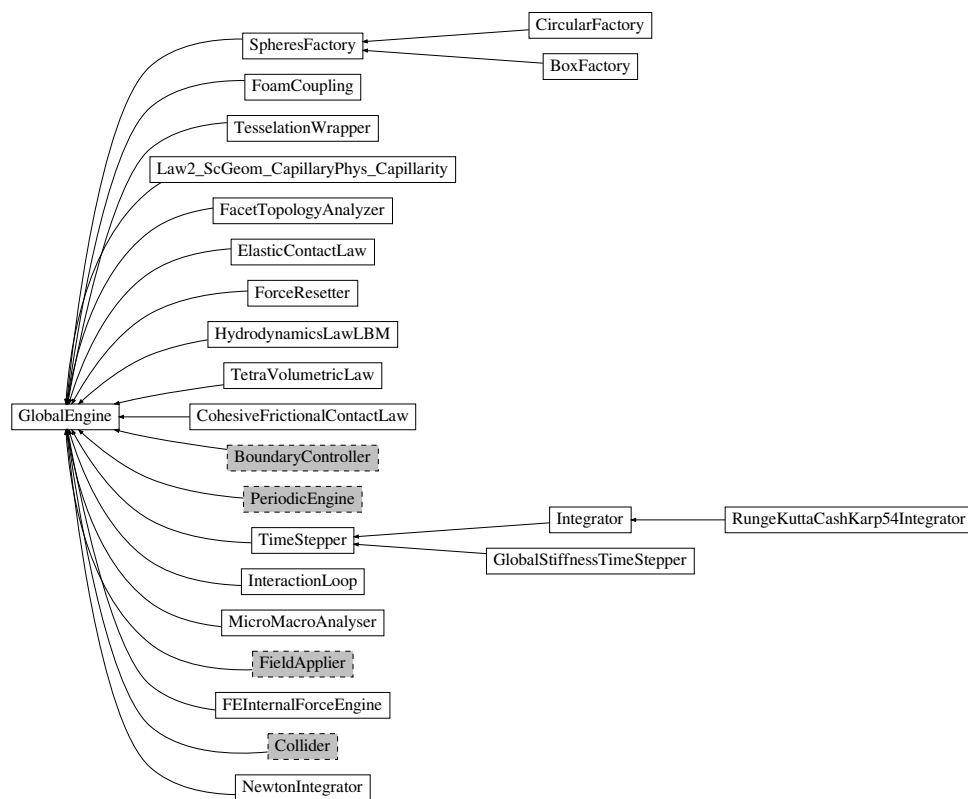 CircularFactory
SpheresFactory
BoxFactory
FoamCoupling
TesselationWrapper
Law2_ScGeom_CapillaryPhys_Capillarity
FacetTopologyAnalyzer
ElasticContactLaw
ForceResetter
HydrodynamicsLawLBM
TetraVolumetricLaw
GlobalEngine
CohesiveFrictionalContactLaw
BoundaryController
PeriodicEngine
Integrator
RungeKuttaCashKarp54Integrator
TimeStepper
GlobalStiffnessTimeStepper
InteractionLoop
MicroMacroAnalyser
FieldApplier
FEInternalForceEngine
Collider
NewtonIntegrator